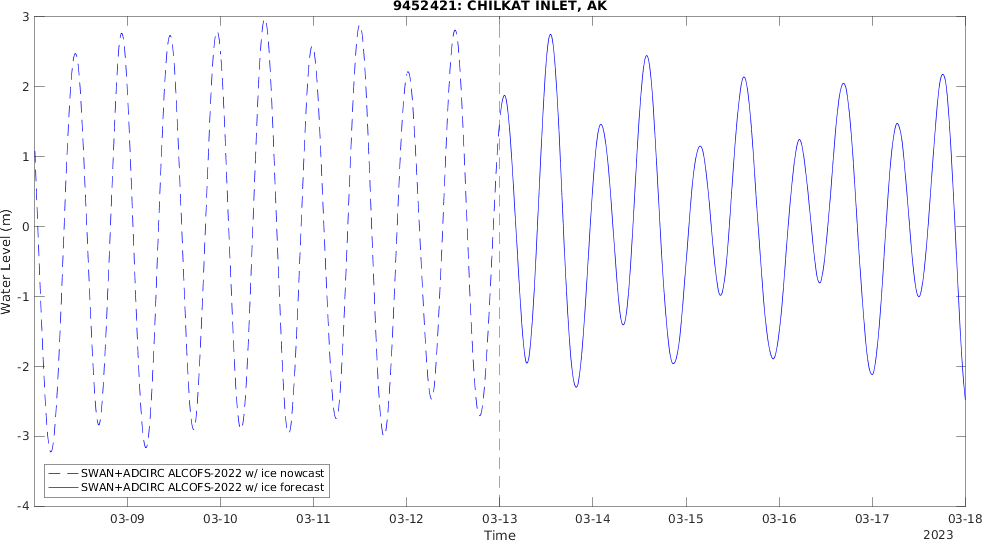 9452421: CHILKAT INLET, AK
3
2
1
0
-1
-2
-3
-4
Water Level (m)
SWAN+ADCIRC ALCOFS-2022 w/ ice nowcast
SWAN+ADCIRC ALCOFS-2022 w/ ice forecast
03-09 03-10 03-11 03-12 03-13 03-14 03-15 03-16 03-17 03-18
Time
2023